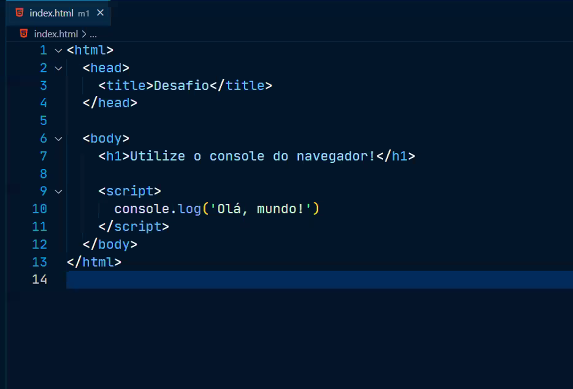 index.html m1 ×
index.html > ...
1 <html>
2 <head>
3 <title>Desafio</title>
4 </head>
5
6 <body>
7 <h1>Utilize o console do navegador!</h1>
8
9 <script>
10 console.log('Olá, mundo!')
11 </script>
12 </body>
13 </html>
14